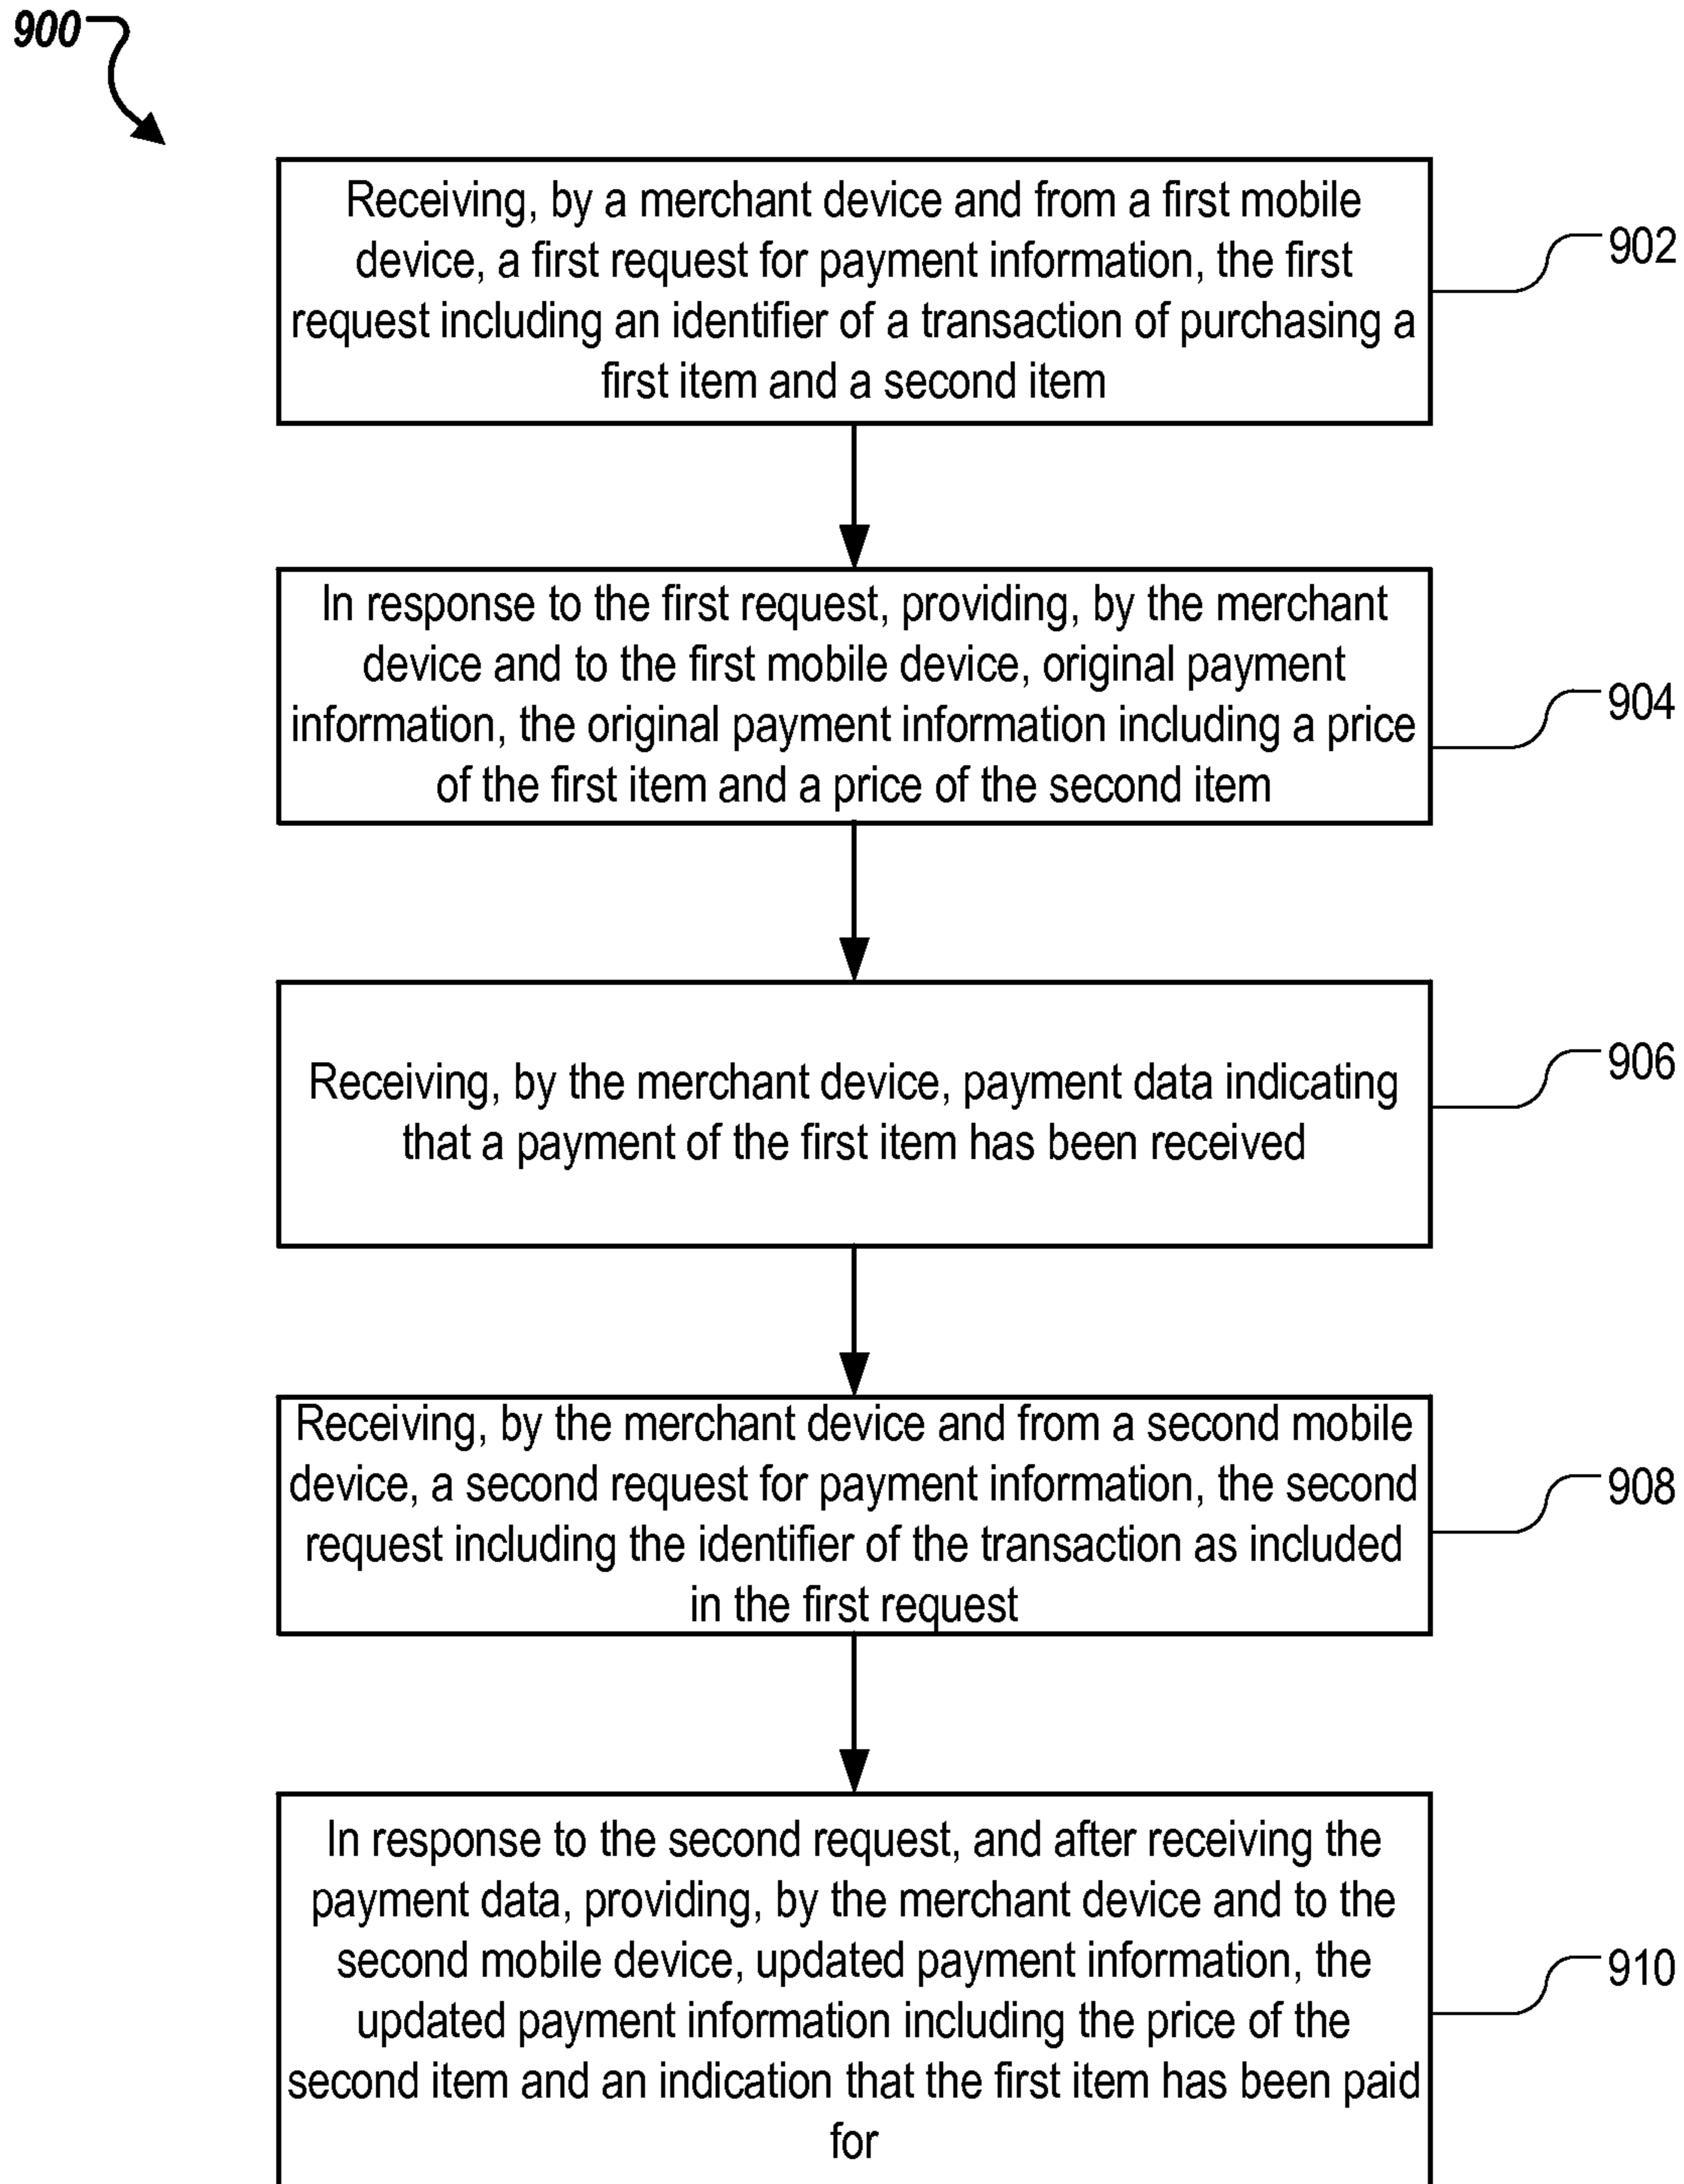 900
Receiving, by a merchant device and from a first mobile
device, a first request for payment information, the first
request including an identifier of a transaction of purchasing a
first item and a second item
902
In response to the first request, providing, by the merchant
device and to the first mobile device, original payment
information, the original payment information including a price
of the first item and a price of the second item
904
Receiving, by the merchant device, payment data indicating
that a payment of the first item has been received
906
Receiving, by the merchant device and from a second mobile
device, a second request for payment information, the second
request including the identifier of the transaction as included
in the first request
908
In response to the second request, and after receiving the
payment data, providing, by the merchant device and to the
second mobile device, updated payment information, the
updated payment information including the price of the
second item and an indication that the first item has been paid
for
910